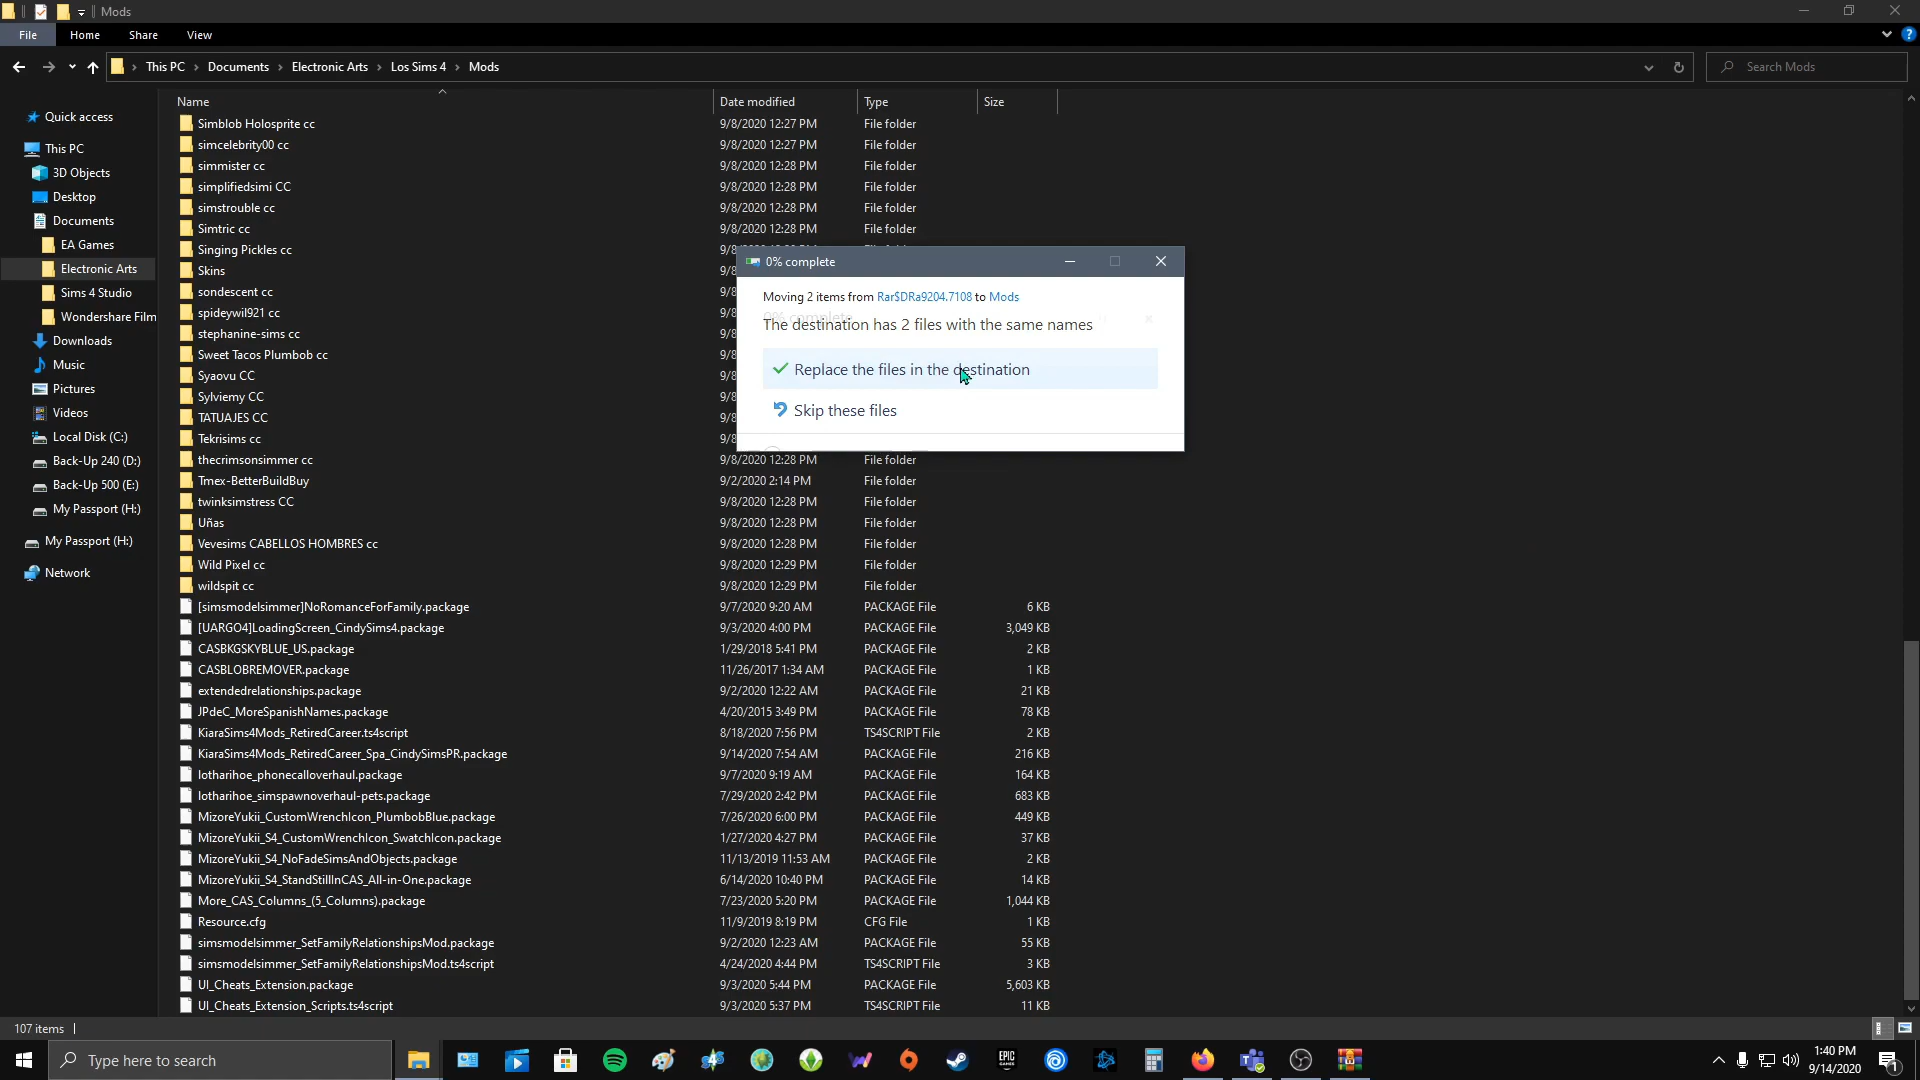 Mods
File
Home
Share
View
This PC > Documents > Electronic Arts > Los Sims 4 > Mods
Search Mods
Name
Date modified
Type
Size
Quick access
This PC
3D Objects
Desktop
Documents
EA Games
Electronic Arts
Sims 4 Studio
Wondershare Film
Downloads
Music
Pictures
Videos
Local Disk (C:)
Back-Up 240 (D:)
Back-Up 500 (E:)
My Passport (H:)
My Passport (H:)
Network
Simblob Holosprite cc 9/8/2020 12:27 PM File folder
simcelebrity00 cc 9/8/2020 12:27 PM File folder
simmister cc 9/8/2020 12:28 PM File folder
simplifiedsimi CC 9/8/2020 12:28 PM File folder
simstrouble cc 9/8/2020 12:28 PM File folder
Simtric cc 9/8/2020 12:28 PM File folder
Singing Pickles cc 9/8
Skins 9/8
sondescent cc 9/8
spideywil921 cc 9/8
stephanine-sims cc 9/8
Sweet Tacos Plumbob cc 9/8
Syaovu CC 9/8
Sylviemy CC 9/8
TATUAJES CC 9/8
Tekrisims cc 9/8
thecrimsonsimmer cc 9/8/2020 12:28 PM File folder
Tmex-BetterBuildBuy 9/2/2020 2:14 PM File folder
twinksimstress CC 9/8/2020 12:28 PM File folder
Uñas 9/8/2020 12:28 PM File folder
Vevesims CABELLOS HOMBRES cc 9/8/2020 12:28 PM File folder
Wild Pixel cc 9/8/2020 12:29 PM File folder
wildspit cc 9/8/2020 12:29 PM File folder
[simsmodelsimmer]NoRomanceForFamily.package 9/7/2020 9:20 AM PACKAGE File 6 KB
[UARGO4]LoadingScreen_CindySims4.package 9/3/2020 4:00 PM PACKAGE File 3,049 KB
CASBKGSKYBLUE_US.package 1/29/2018 5:41 PM PACKAGE File 2 KB
CASBLOBREMOVER.package 11/26/2017 1:34 AM PACKAGE File 1 KB
extendedrelationships.package 9/2/2020 12:22 AM PACKAGE File 21 KB
JPdeC_MoreSpanishNames.package 4/20/2015 3:49 PM PACKAGE File 78 KB
KiaraSims4Mods_RetiredCareer.ts4script 8/18/2020 7:56 PM TS4SCRIPT File 2 KB
KiaraSims4Mods_RetiredCareer_Spa_CindySimsPR.package 9/14/2020 7:54 AM PACKAGE File 216 KB
lotharihoe_phonecalloverhaul.package 9/7/2020 9:19 AM PACKAGE File 164 KB
lotharihoe_simspawnoverhaul-pets.package 7/29/2020 2:42 PM PACKAGE File 683 KB
MizoreYukii_CustomWrenchIcon_PlumbobBlue.package 7/26/2020 6:00 PM PACKAGE File 449 KB
MizoreYukii_S4_CustomWrenchIcon_SwatchIcon.package 1/27/2020 4:27 PM PACKAGE File 37 KB
MizoreYukii_S4_NoFadeSimsAndObjects.package 11/13/2019 11:53 AM PACKAGE File 2 KB
MizoreYukii_S4_StandStillInCAS_All-in-One.package 6/14/2020 10:40 PM PACKAGE File 14 KB
More_CAS_Columns_(5_Columns).package 7/23/2020 5:20 PM PACKAGE File 1,044 KB
Resource.cfg 11/9/2019 8:19 PM CFG File 1 KB
simsmodelsimmer_SetFamilyRelationshipsMod.package 9/2/2020 12:23 AM PACKAGE File 55 KB
simsmodelsimmer_SetFamilyRelationshipsMod.ts4script 4/24/2020 4:44 PM TS4SCRIPT File 3 KB
UI_Cheats_Extension.package 9/3/2020 5:44 PM PACKAGE File 5,603 KB
UI_Cheats_Extension_Scripts.ts4script 9/3/2020 5:37 PM TS4SCRIPT File 11 KB
0% complete
Moving 2 items from Rar$DRa9204.7108 to Mods
0% complete
The destination has 2 files with the same names
Replace the files in the destination
Skip these files
107 items
Type here to search
EPIC GAMES
1:40 PM
9/14/2020
1